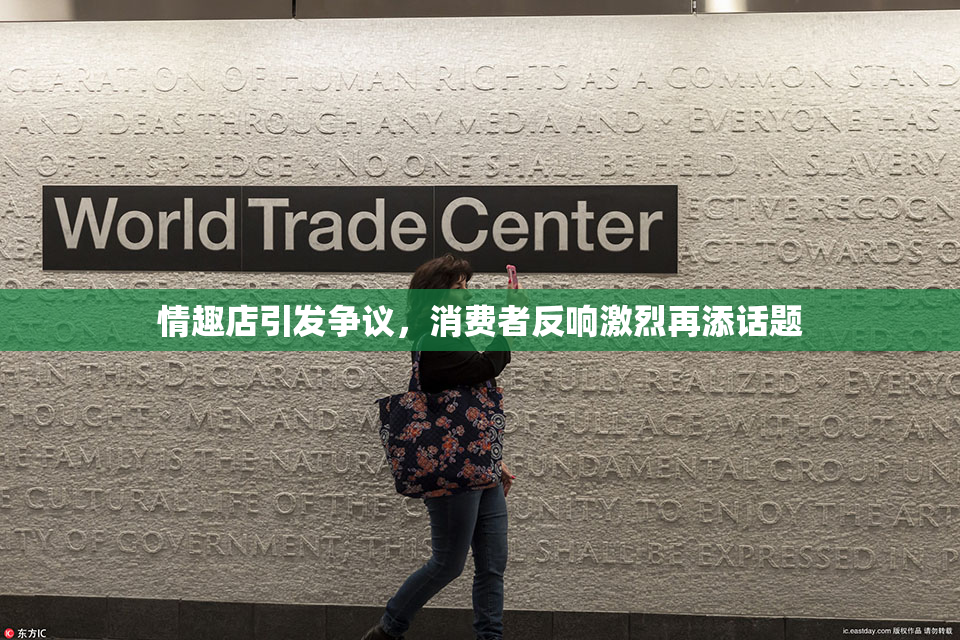 CLARATION OF HUMAN RIGHTS AS A COMMON STAND
AND IDEAS THROUGH ANY MEDIA AND • EVERYONE HAS
OF THIS PLEDGE • NO ONE SHALL BE HELD IN SLAVERY
World Trade Center
ECTIVE RECOGN
ACT TOWARDS O
情趣店引发争议，消费者反响激烈再添话题
IN THIS DECLARATION
FULLY REALIZED • EVERYO
THOUGHT, MEN AND
OF FULL AGE, WITHO
FAMILY IS THE NATURA
FUNDAMENTAL GROUP
CULTURAL LIFE OF THE
UNITY, TO ENJOY THE ART
TY OF GOVERNMENT; THIS
SHALL BE EXPRESSED IN P
东方IC
ic.eastday.com 版权作品 请勿转载